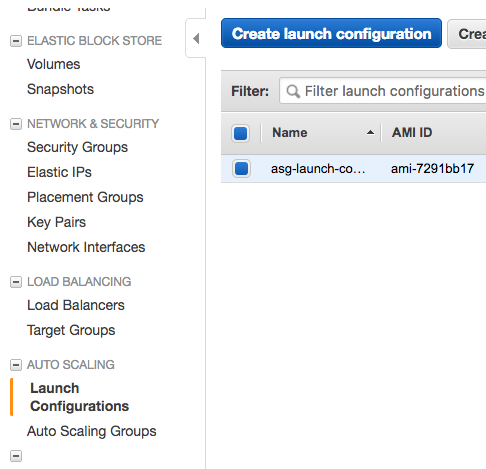 Bundle Tasks
ELASTIC BLOCK STORE
Volumes
Snapshots
NETWORK & SECURITY
Security Groups
Elastic IPs
Placement Groups
Key Pairs
Network Interfaces
LOAD BALANCING
Load Balancers
Target Groups
AUTO SCALING
Launch
Configurations
Auto Scaling Groups
Create launch configuration
Crea
Filter:
Filter launch configurations
Name
AMI ID
asg-launch-co...
ami-7291bb17